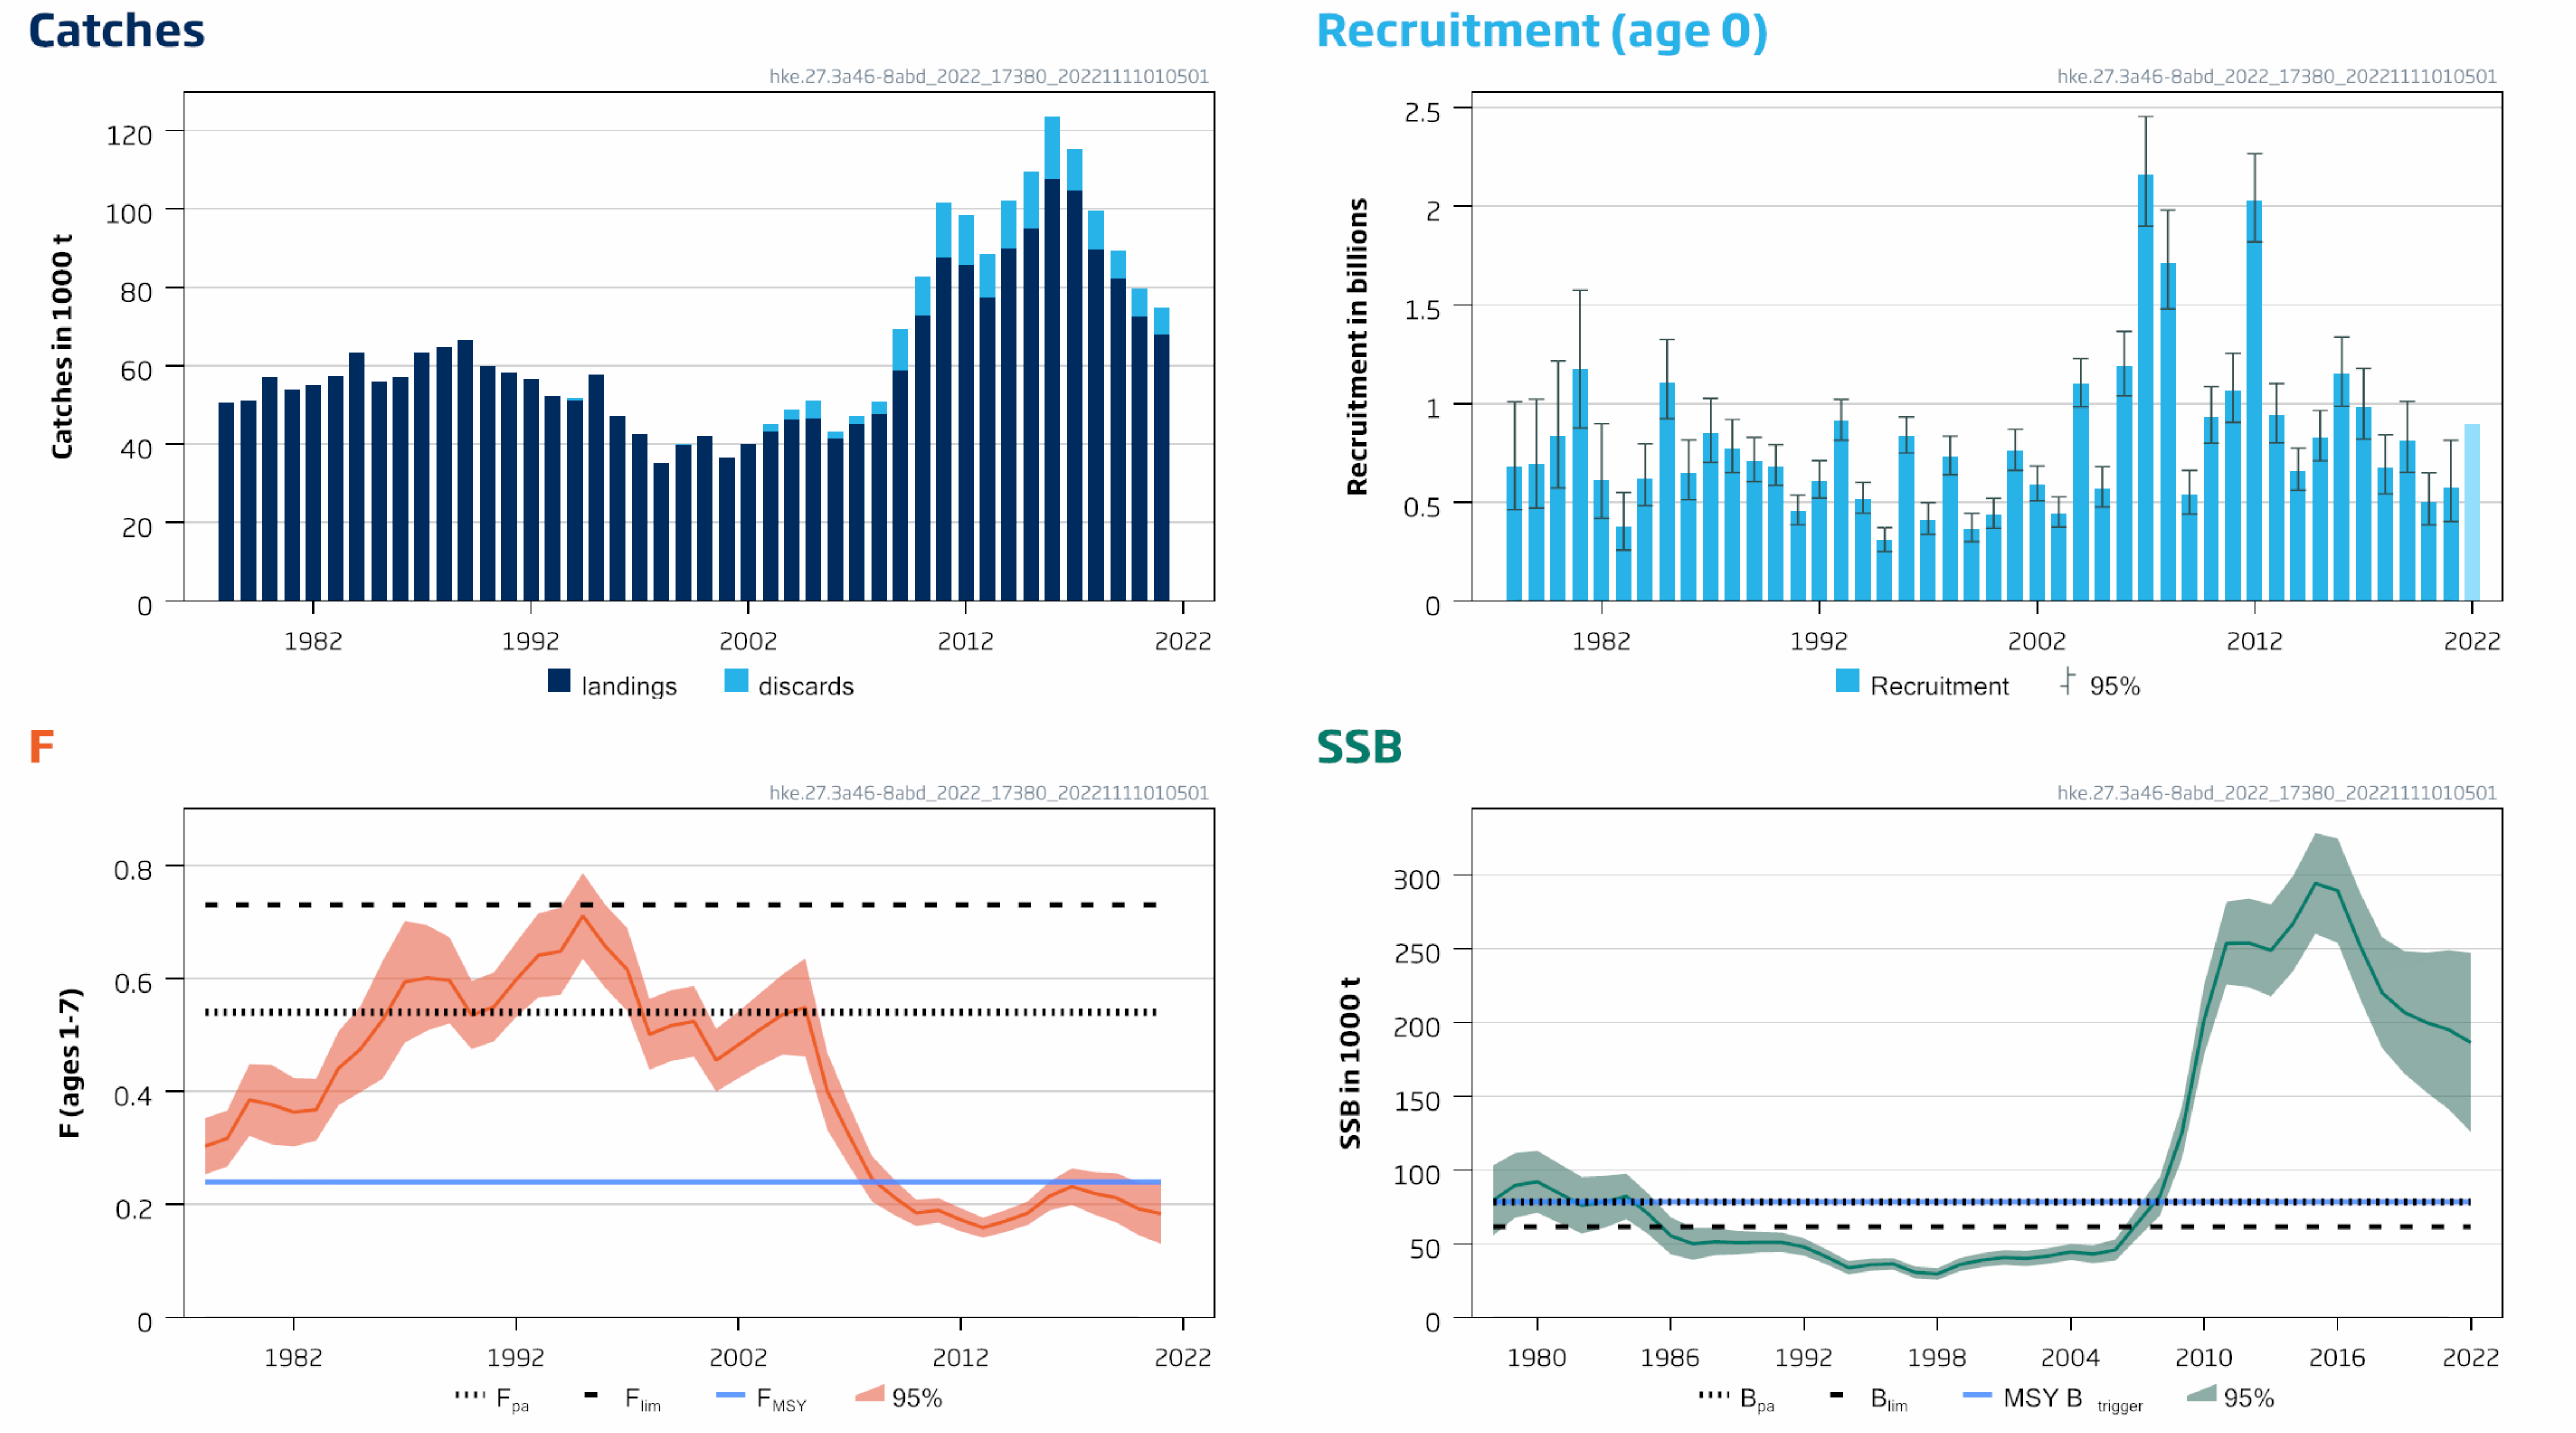 Catches
hke.27.3a46-8abd_2022_17380_20221111010501
Catches in 1000 t
120
100
80
60
40
20
0
1982 1992 2002 2012 2022
landings discards
Recruitment (age 0)
hke.27.3a46-8abd_2022_17380_20221111010501
Recruitment in billions
2.5
2
1.5
1
0.5
0
1982 1992 2002 2012 2022
Recruitment 95%
F
hke.27.3a46-8abd_2022_17380_20221111010501
F (ages 1-7)
0.8
0.6
0.4
0.2
0
1982 1992 2002 2012 2022
Fpa Flim FMSY 95%
SSB
hke.27.3a46-8abd_2022_17380_20221111010501
SSB in 1000 t
300
250
200
150
100
50
0
1980 1986 1992 1998 2004 2010 2016 2022
Bpa Blim MSY B trigger 95%